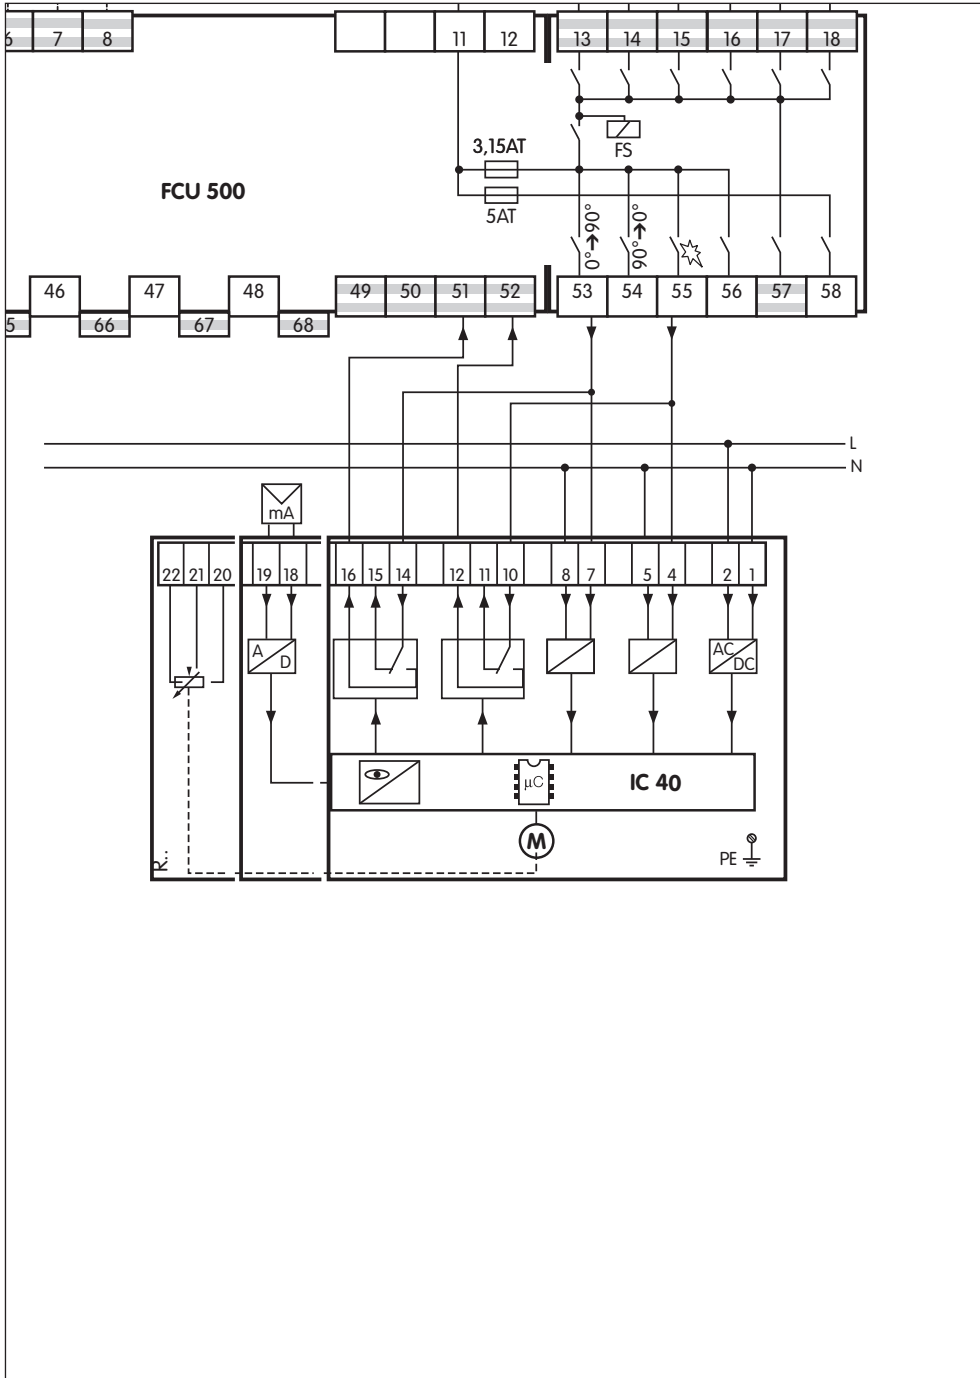 6 7 8 11 12 13 14 15 16 17 18
3,15AT
FS
FCU 500
5AT
0°➔90°
90°➔0°
46 47 48 49 50 51 52 53 54 55 56 57 58
5 66 67 68
L
N
mA
22 21 20 19 18 16 15 14 12 11 10 8 7 5 4 2 1
A
D
AC
DC
µC
IC 40
M
PE
R..